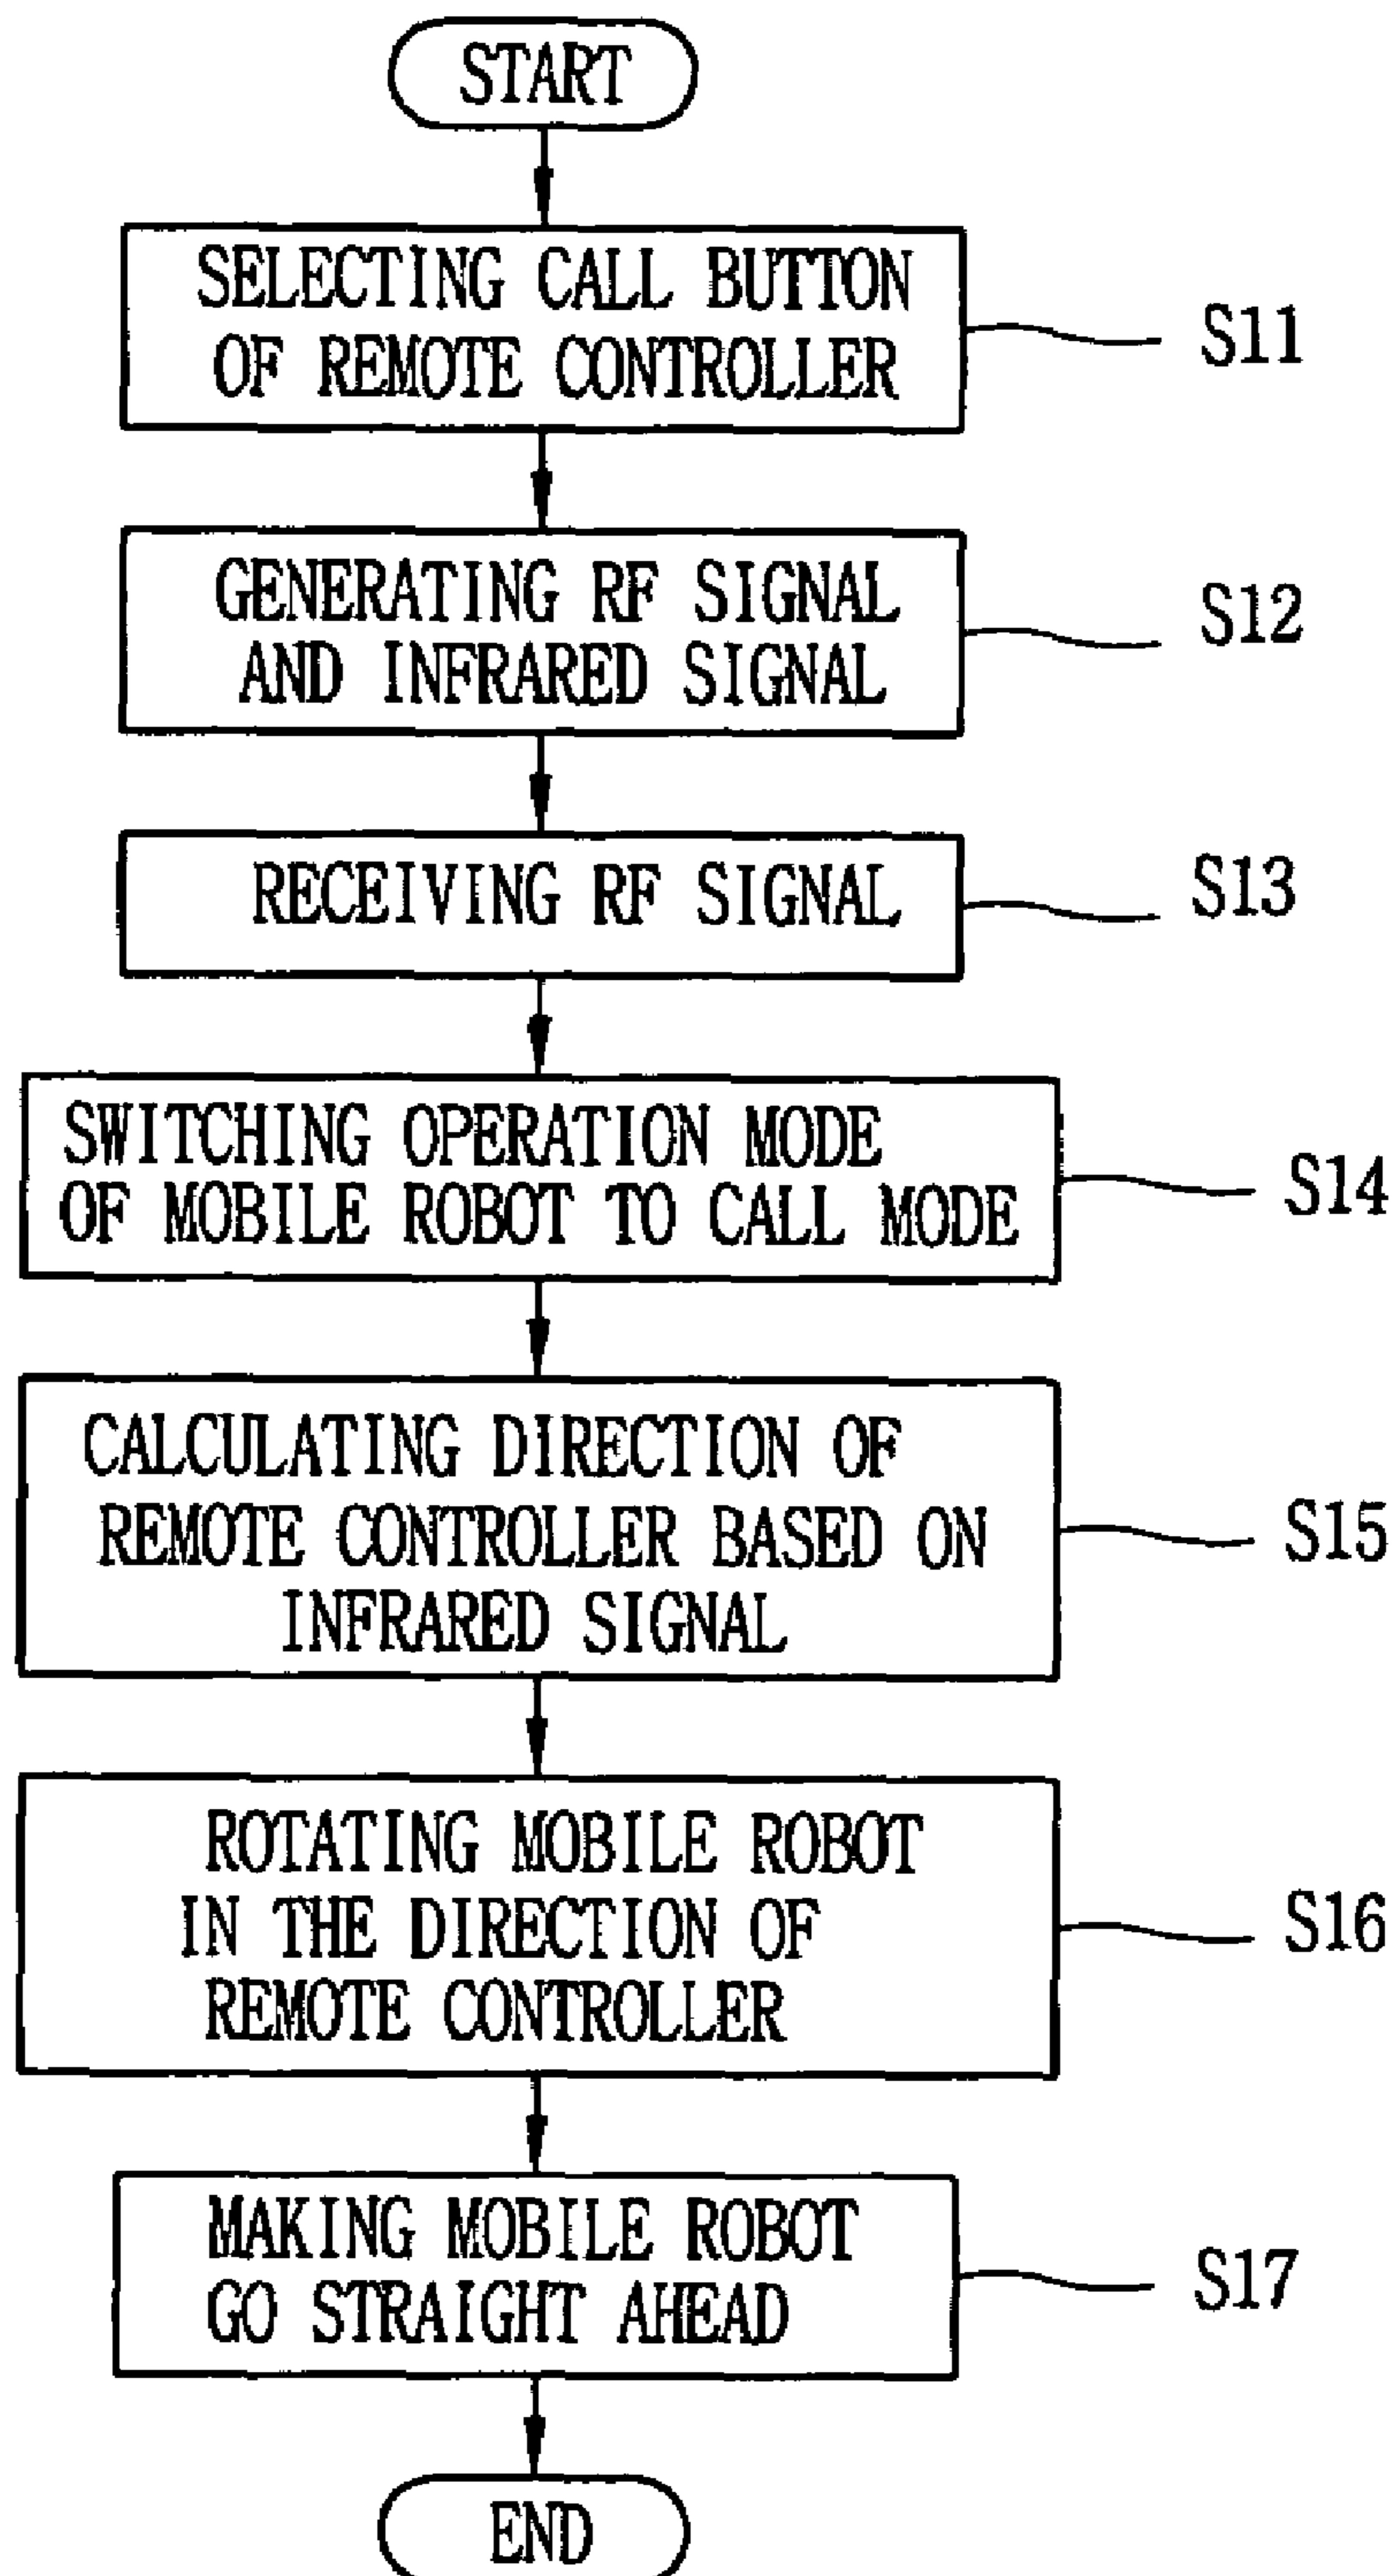 START
SELECTING CALL BUTTON
OF REMOTE CONTROLLER
S11
GENERATING RF SIGNAL
AND INFRARED SIGNAL
S12
RECEIVING RF SIGNAL
S13
SWITCHING OPERATION MODE
OF MOBILE ROBOT TO CALL MODE
S14
CALCULATING DIRECTION OF
REMOTE CONTROLLER BASED ON
INFRARED SIGNAL
S15
ROTATING MOBILE ROBOT
IN THE DIRECTION OF
REMOTE CONTROLLER
S16
MAKING MOBILE ROBOT
GO STRAIGHT AHEAD
S17
END